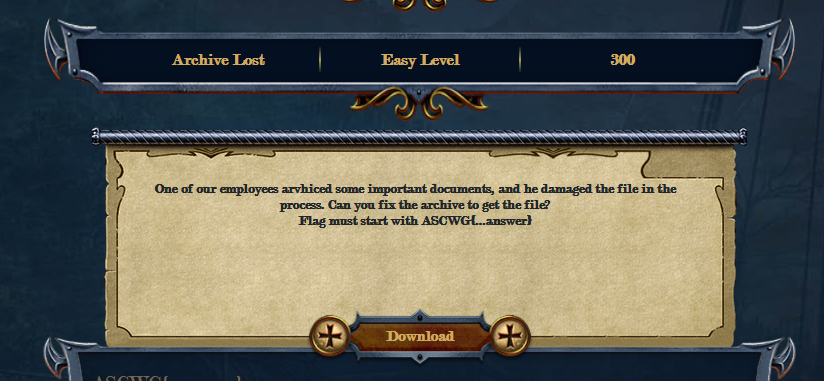 Archive Lost
Easy Level
300
One of our employees arvhiced some important documents, and he damaged the file in the
process. Can you fix the archive to get the file?
Flag must start with ASCWG{...answer}
Download